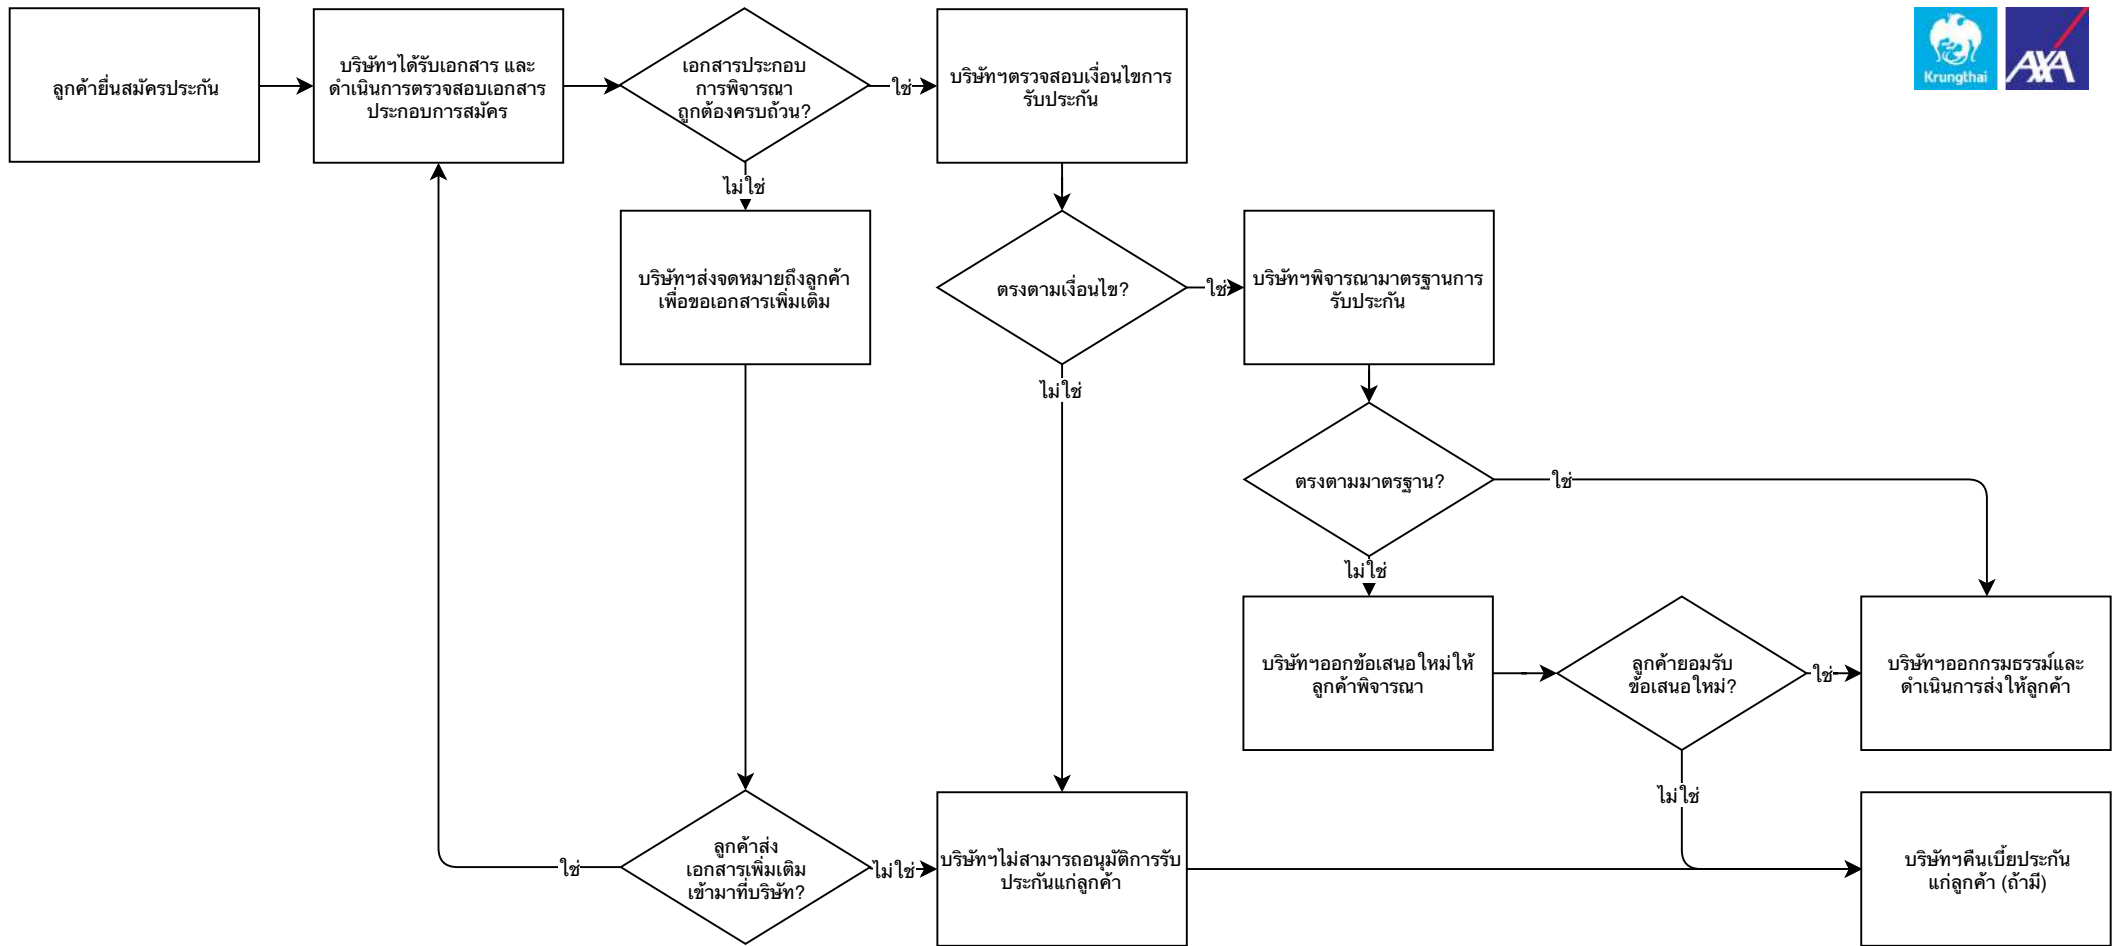 ลูกค้ายื่นสมัครประกัน
บริษัทฯได้รับเอกสาร และ
ดำเนินการตรวจสอบเอกสาร
ประกอบการสมัคร
เอกสารประกอบ
การพิจารณา
ถูกต้องครบถ้วน?
ใช่
บริษัทฯตรวจสอบเงื่อนไขการ
รับประกัน
Krungthai
AXA
ไม่ใช่
บริษัทฯส่งจดหมายถึงลูกค้า
เพื่อขอเอกสารเพิ่มเติม
ตรงตามเงื่อนไข?
ใช่
บริษัทฯพิจารณามาตรฐานการ
รับประกัน
ไม่ใช่
ตรงตามมาตรฐาน?
ใช่
ไม่ใช่
บริษัทฯออกข้อเสนอใหม่ให้
ลูกค้าพิจารณา
ลูกค้ายอมรับ
ข้อเสนอใหม่?
ใช่
บริษัทฯออกกรมธรรม์และ
ดำเนินการส่งให้ลูกค้า
ไม่ใช่
ลูกค้าส่ง
เอกสารเพิ่มเติม
เข้ามาที่บริษัท?
ใช่
ไม่ใช่
บริษัทฯไม่สามารถอนุมัติการรับ
ประกันแก่ลูกค้า
บริษัทฯคืนเบี้ยประกัน
แก่ลูกค้า (ถ้ามี)